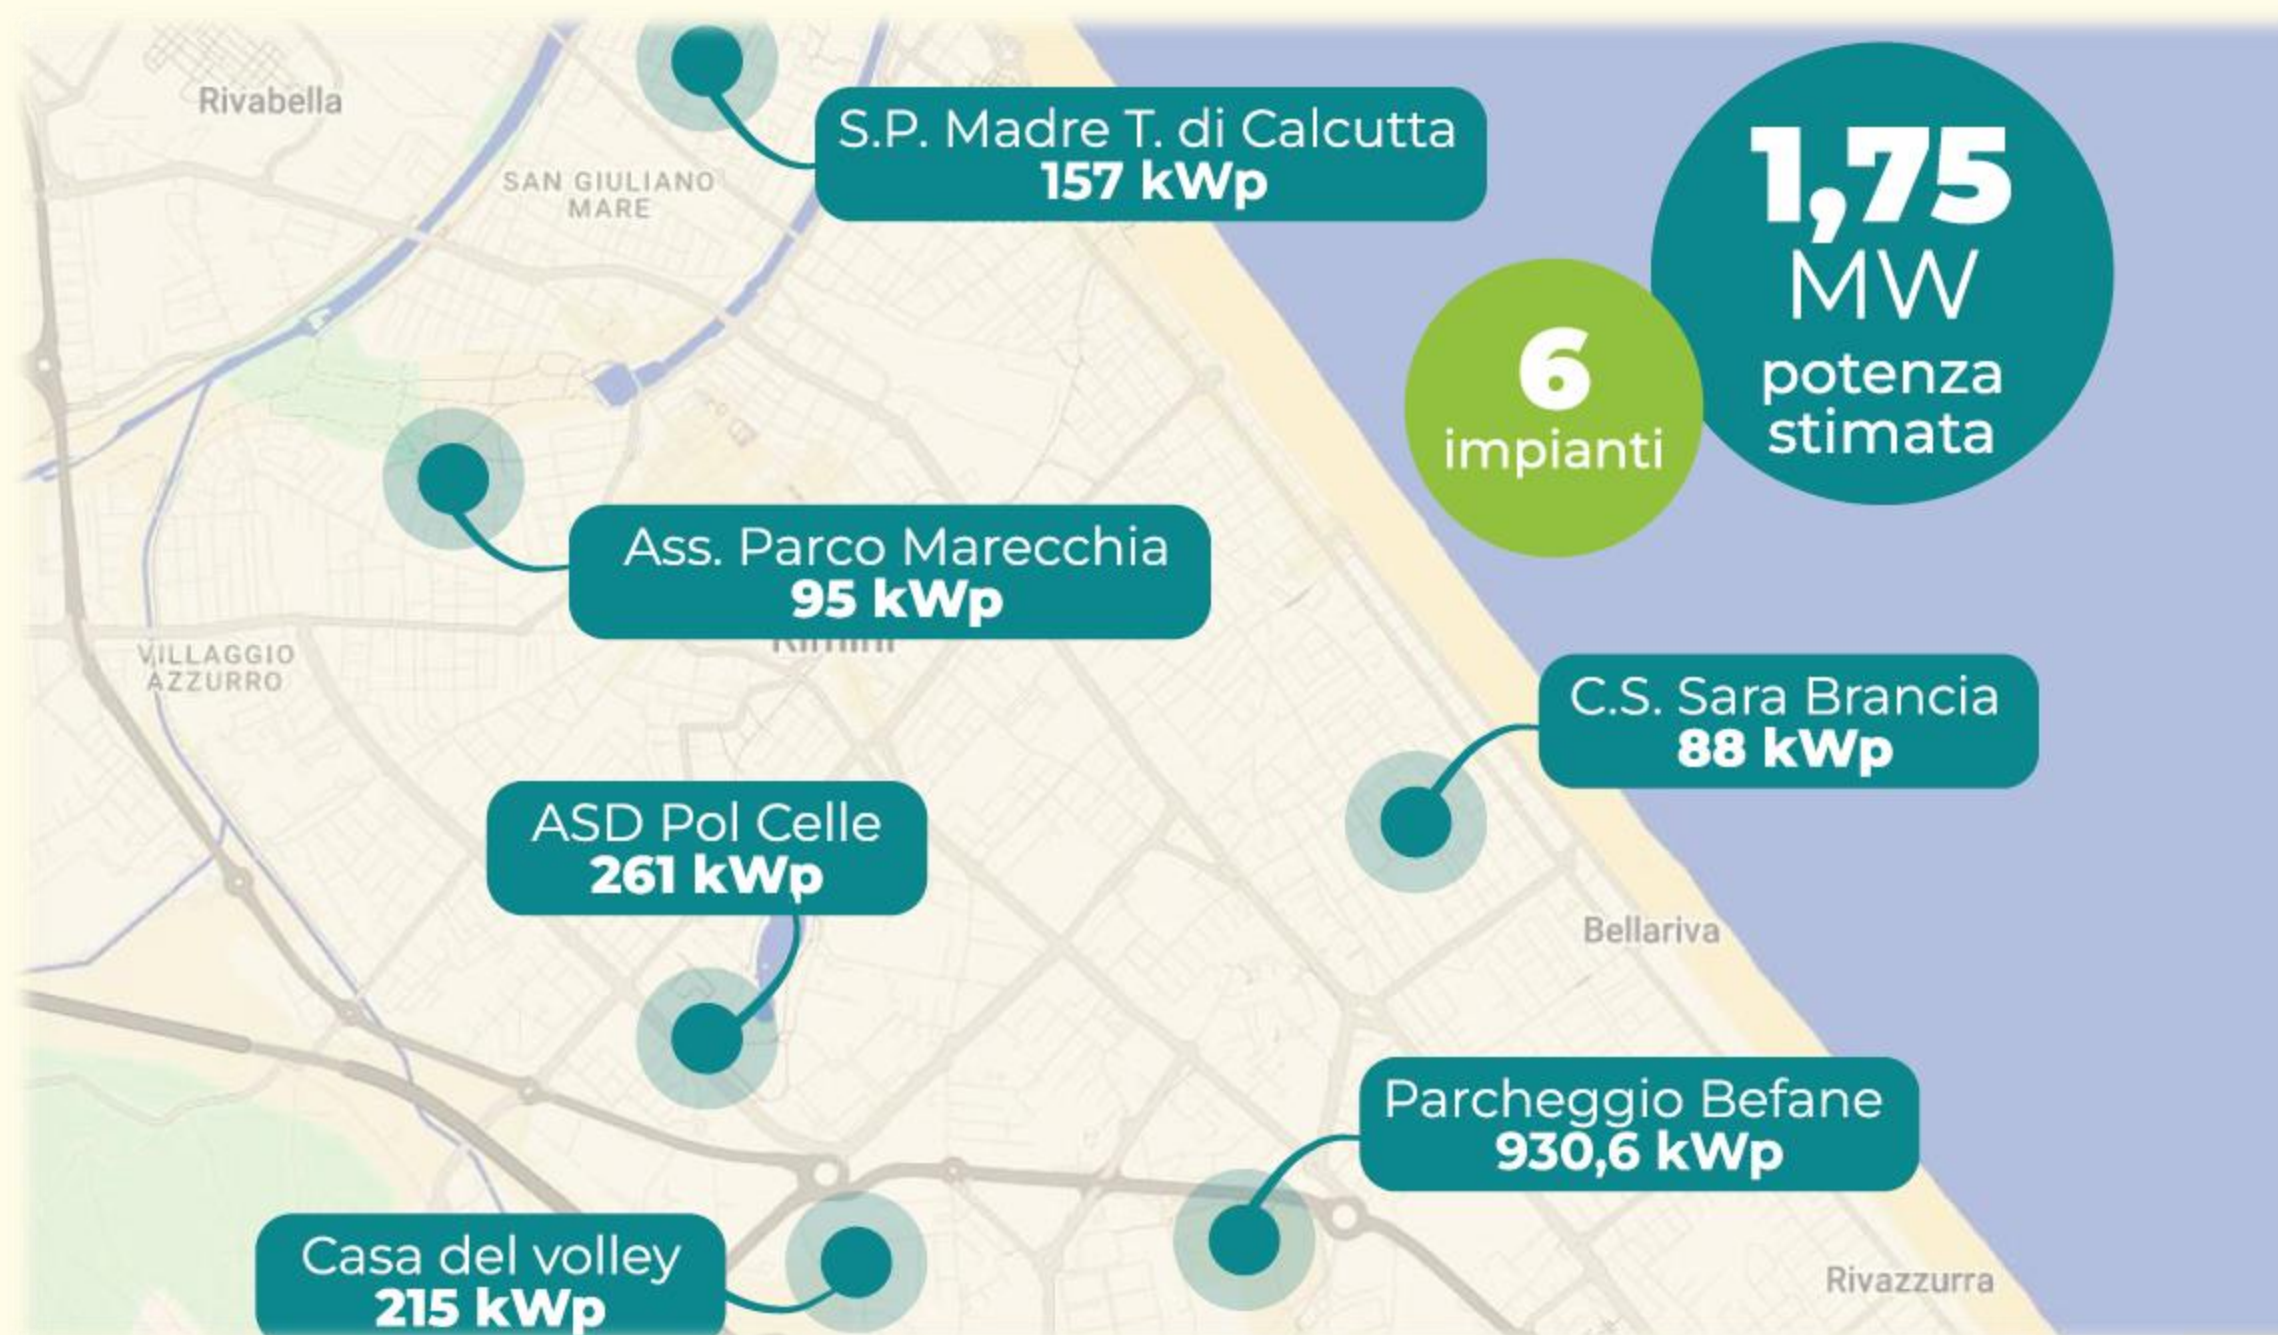 Rivabella
SAN GIULIANO
MARE
S.P. Madre T. di Calcutta
157 kWp
1,75
MW
potenza
stimata
6
impianti
Ass. Parco Marecchia
95 kWp
Rimini
VILLAGGIO
AZZURRO
C.S. Sara Brancia
88 kWp
ASD Pol Celle
261 kWp
Bellariva
Parcheggio Befane
930,6 kWp
Casa del volley
215 kWp
Rivazzurra